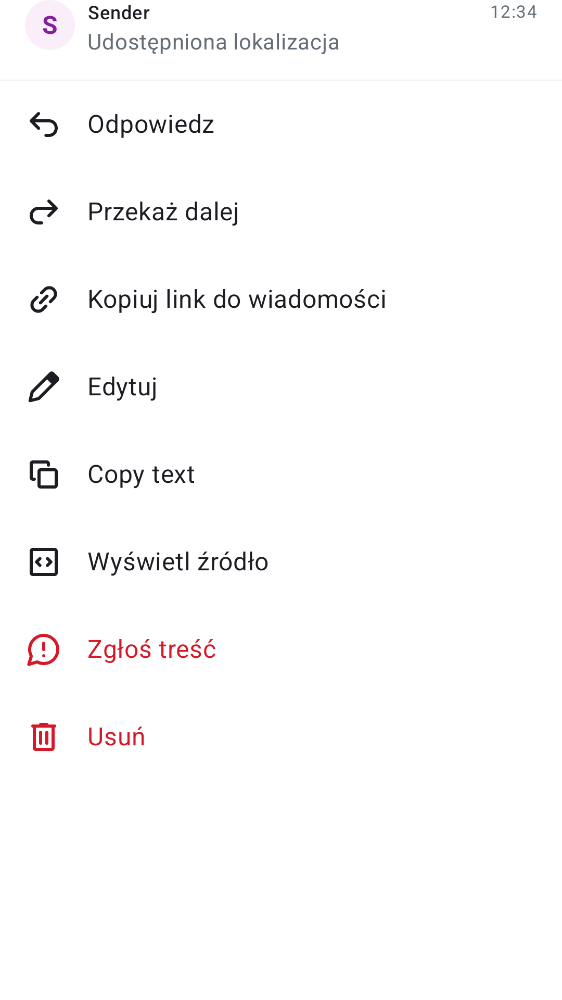 S
Sender
12:34
Udostępniona lokalizacja
Odpowiedz
Przekaż dalej
Kopiuj link do wiadomości
Edytuj
Copy text
Wyświetl źródło
Zgłoś treść
Usuń